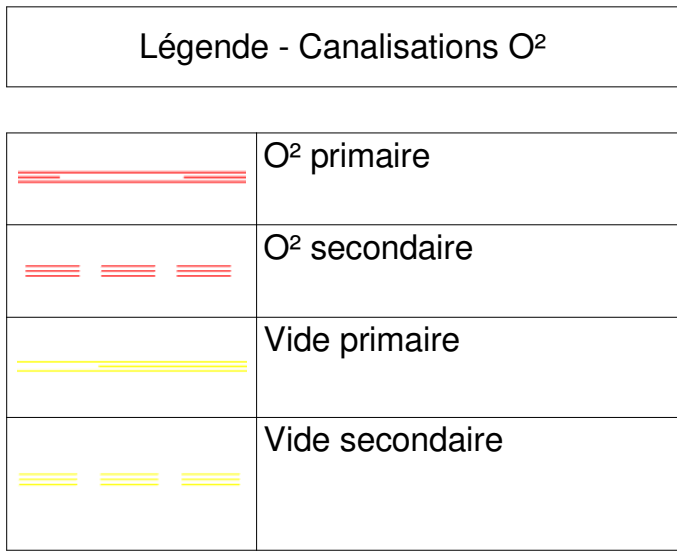 Légende - Canalisations O²
O² primaire
O² secondaire
Vide primaire
Vide secondaire